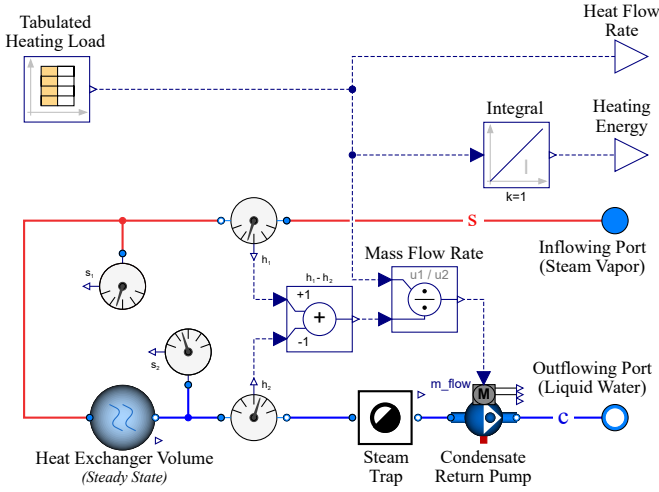 Tabulated
Heating Load
Heat Flow
Rate
Integral
I
k=1
Heating
Energy
s
Inflowing Port
(Steam Vapor)
s₁
h₁
Mass Flow Rate
u1 / u2
÷
h₁ - h₂
+1
+
-1
s₂
h₂
m_flow
M
Outflowing Port
(Liquid Water)
c
Heat Exchanger Volume
(Steady State)
Steam
Trap
Condensate
Return Pump